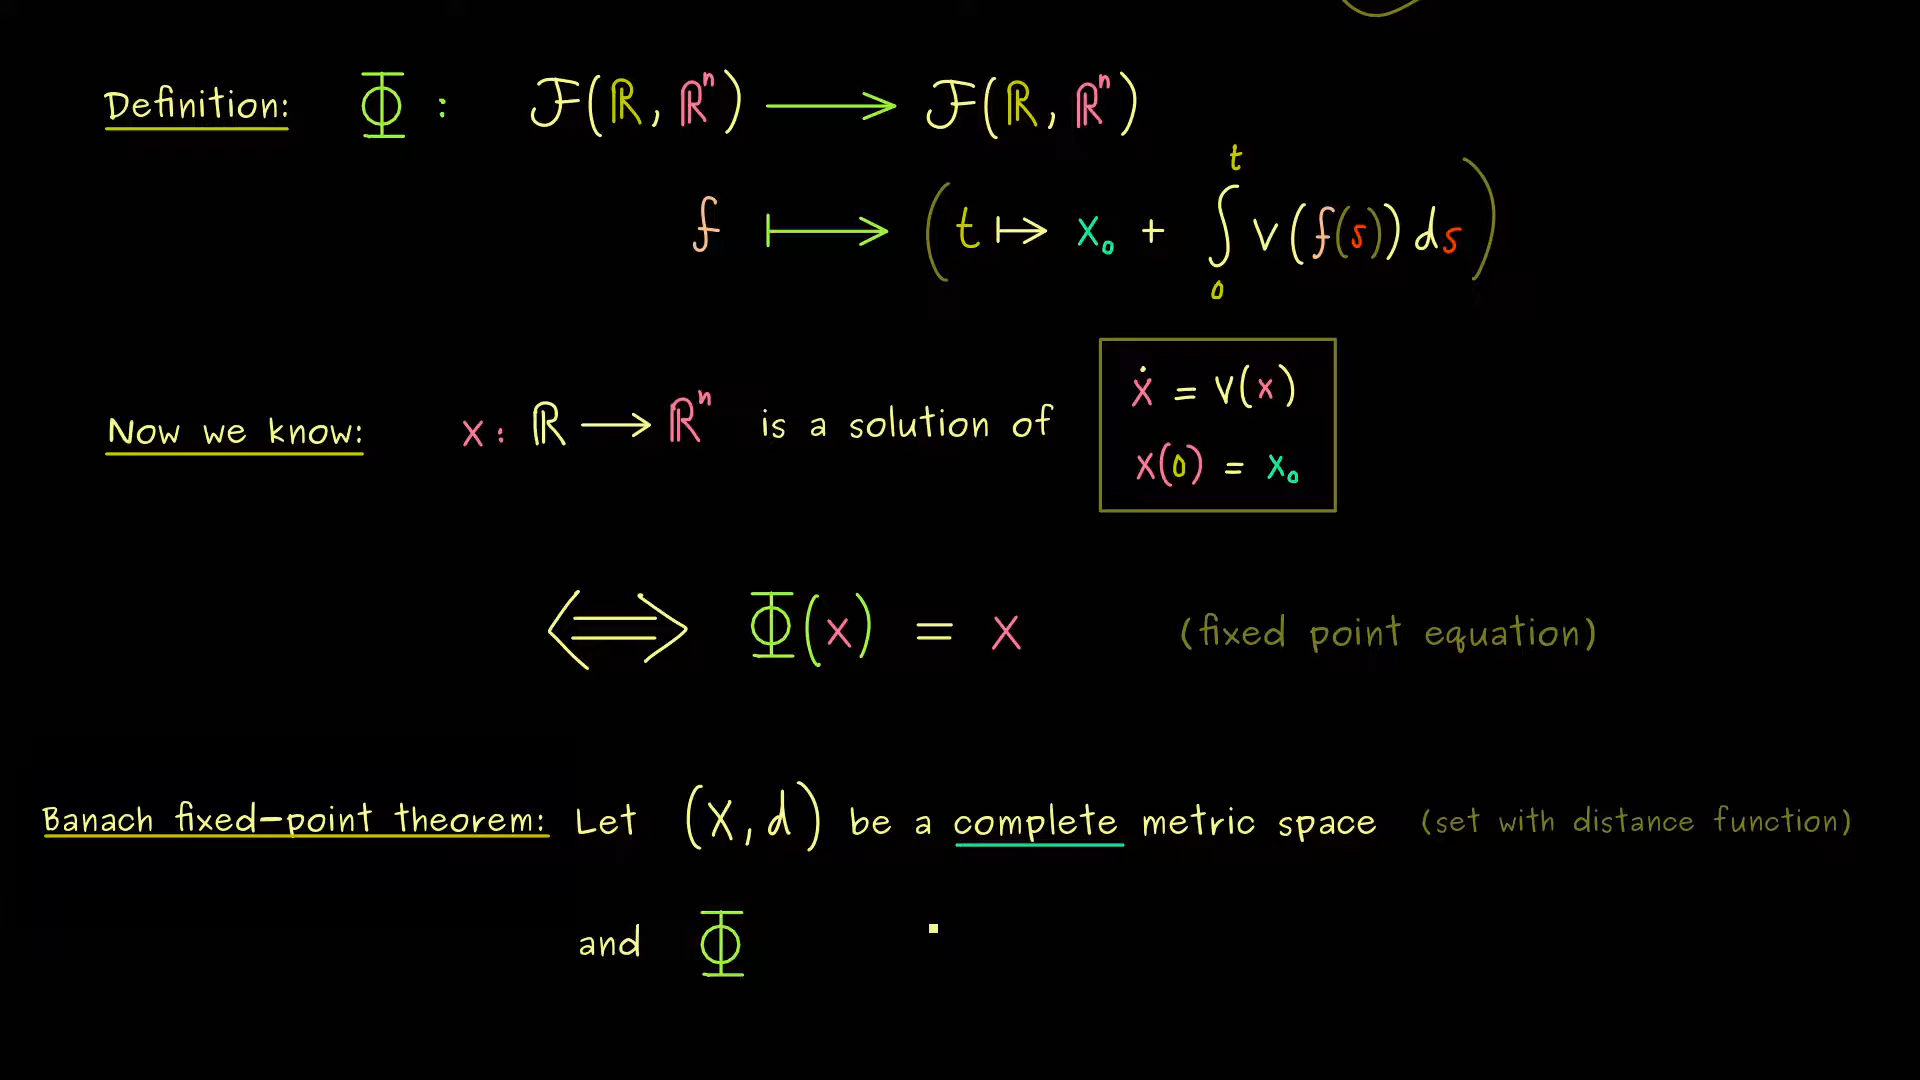 Definition: Φ : ℱ(ℝ, ℝⁿ) ⟶ ℱ(ℝ, ℝⁿ)
f ⟼ (t ↦ x₀ + ∫₀ᵗ v(f(s)) ds)
Now we know: x : ℝ ⟶ ℝⁿ is a solution of
ẋ = v(x)
x(0) = x₀
⟺ Φ(x) = x (fixed point equation)
Banach fixed-point theorem: Let (X, d) be a complete metric space (set with distance function)
and Φ